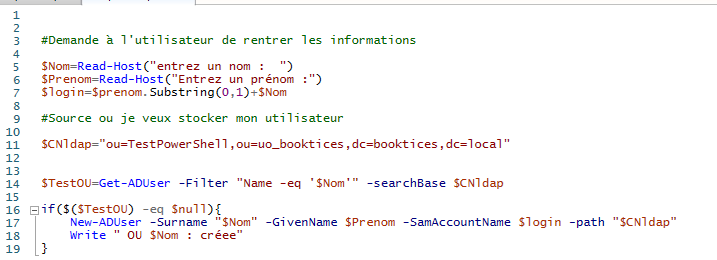 1
2
3 #Demande à l'utilisateur de rentrer les informations
4
5 $Nom=Read-Host("entrez un nom :  ")
6 $Prenom=Read-Host("Entrez un prénom :")
7 $login=$prenom.Substring(0,1)+$Nom
8
9 #Source ou je veux stocker mon utilisateur
10
11 $CNldap="ou=TestPowerShell,ou=uo_booktices,dc=booktices,dc=local"
12
13
14 $TestOU=Get-ADUser -Filter "Name -eq '$Nom'" -searchBase $CNldap
15
16 if($($TestOU) -eq $null){
17 New-ADUser -Surname "$Nom" -GivenName $Prenom -SamAccountName $login -path "$CNldap"
18 Write " OU $Nom : créee"
19 }